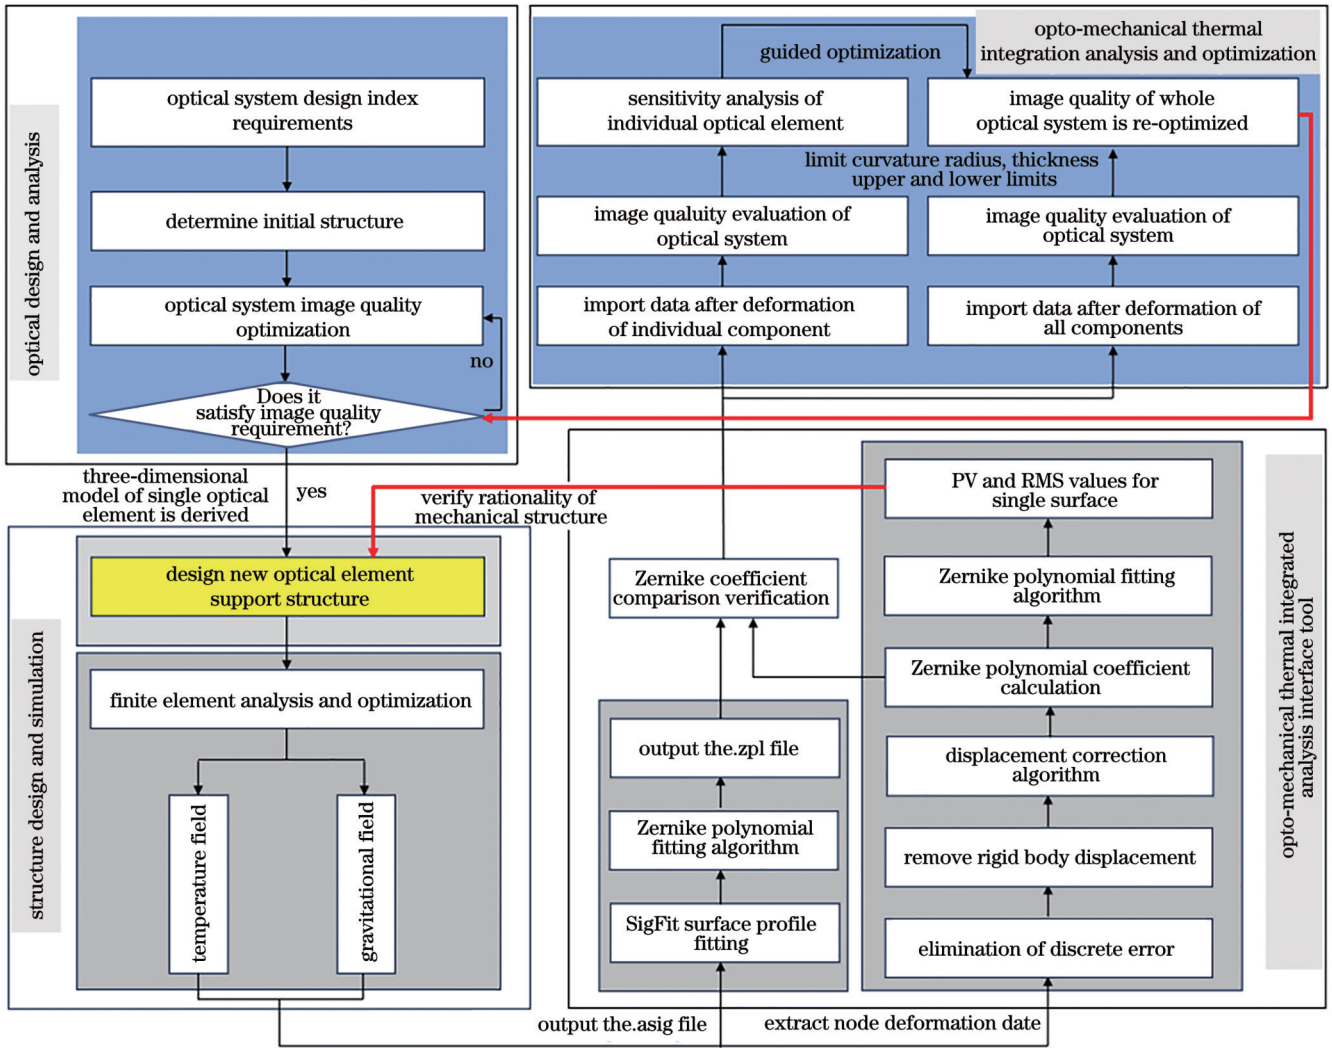 optical design and analysis
optical system design index
requirements
determine initial structure
optical system image quality
optimization
no
Does it
satisfy image quality
requirement?
three-dimensional
model of single optical
element is derived
yes
verify rationality of
mechanical structure
structure design and simulation
design new optical element
support structure
finite element analysis and optimization
temperature field
gravitational field
output the.asig file
extract node deformation date
opto-mechanical thermal
integration analysis and optimization
guided optimization
sensitivity analysis of
individual optical element
image quality of whole
optical system is re-optimized
limit curvature radius, thickness
upper and lower limits
image qualuity evaluation of
optical system
image quality evaluation of
optical system
import data after deformation
of individual component
import data after deformation of
all components
opto-mechanical thermal integrated
analysis interface tool
PV and RMS values for
single surface
Zernike polynomial fitting
algorithm
Zernike coefficient
comparison verification
Zernike polynomial coefficient
calculation
output the.zpl file
displacement correction
algorithm
Zernike polynomial
fitting algorithm
remove rigid body displacement
SigFit surface profile
fitting
elimination of discrete error